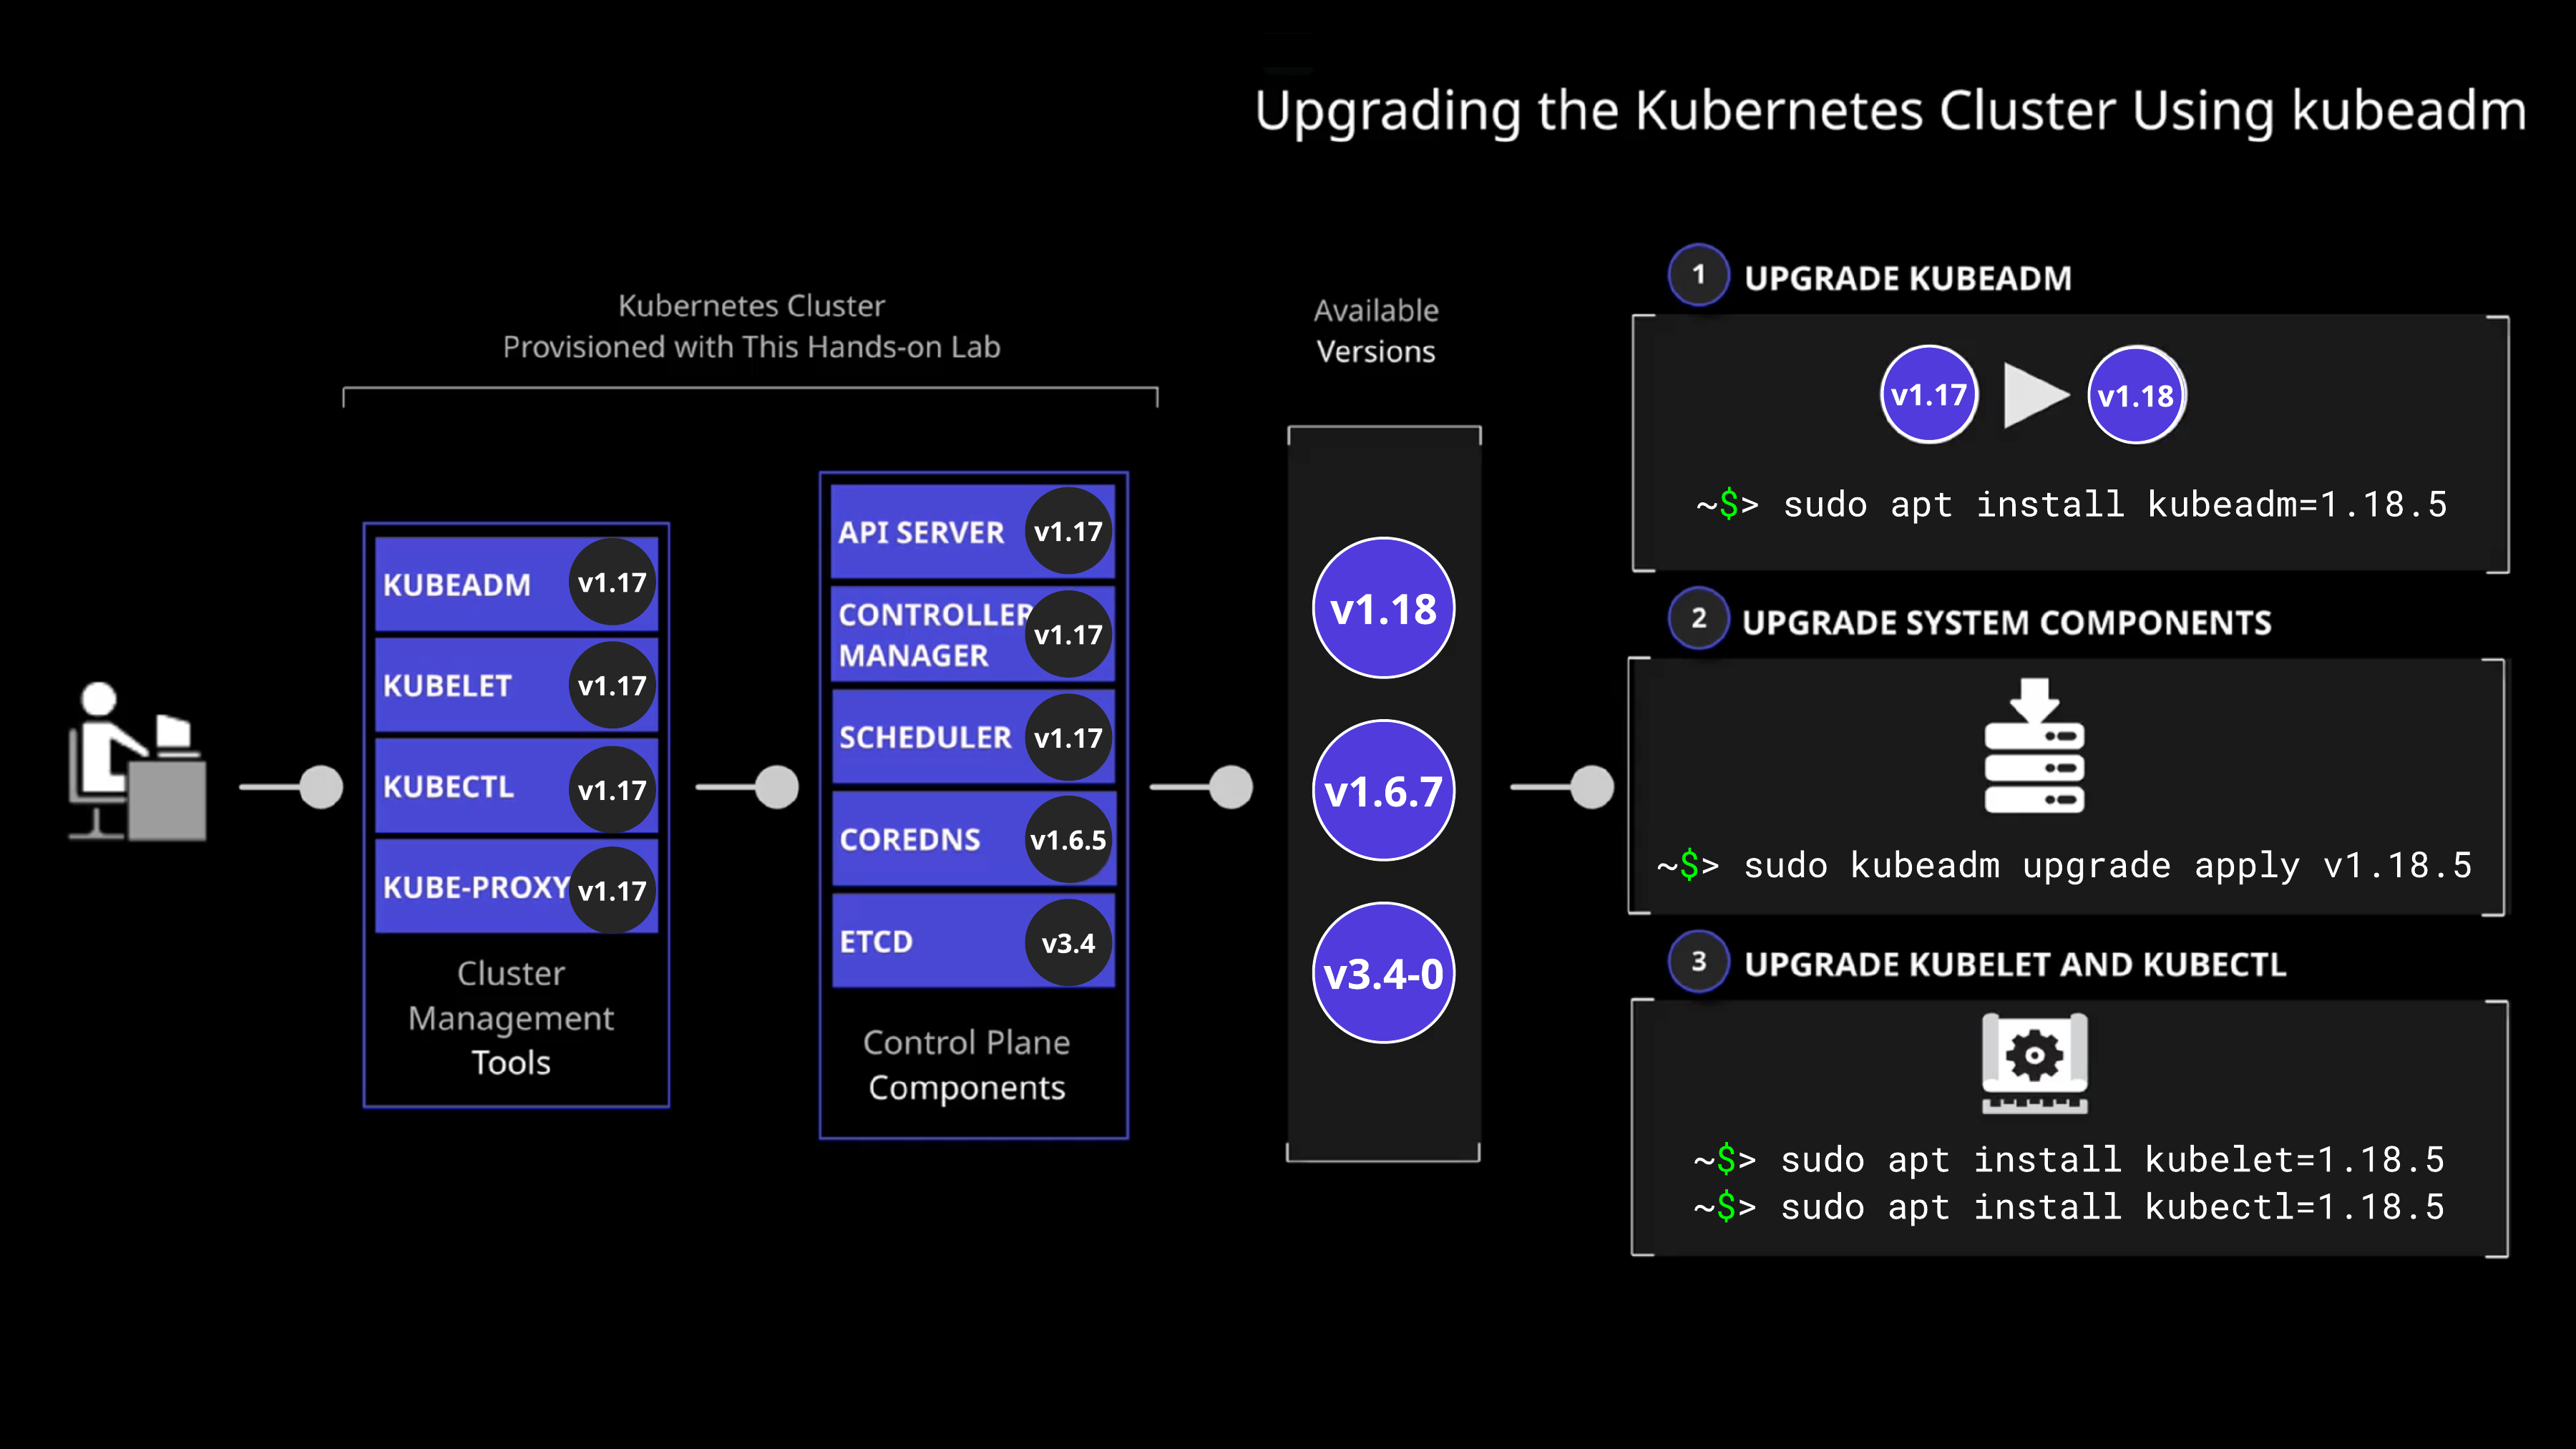 Upgrading the Kubernetes Cluster Using kubeadm
Kubernetes Cluster
Provisioned with This Hands-on Lab
KUBEADM v1.17
KUBELET v1.17
KUBECTL v1.17
KUBE-PROXY v1.17
Cluster
Management
Tools
API SERVER v1.17
CONTROLLER
MANAGER v1.17
SCHEDULER v1.17
COREDNS v1.6.5
ETCD v3.4
Control Plane
Components
Available
Versions
v1.18
v1.6.7
v3.4-0
1 UPGRADE KUBEADM
v1.17 v1.18
~$> sudo apt install kubeadm=1.18.5
2 UPGRADE SYSTEM COMPONENTS
~$> sudo kubeadm upgrade apply v1.18.5
3 UPGRADE KUBELET AND KUBECTL
~$> sudo apt install kubelet=1.18.5
~$> sudo apt install kubectl=1.18.5